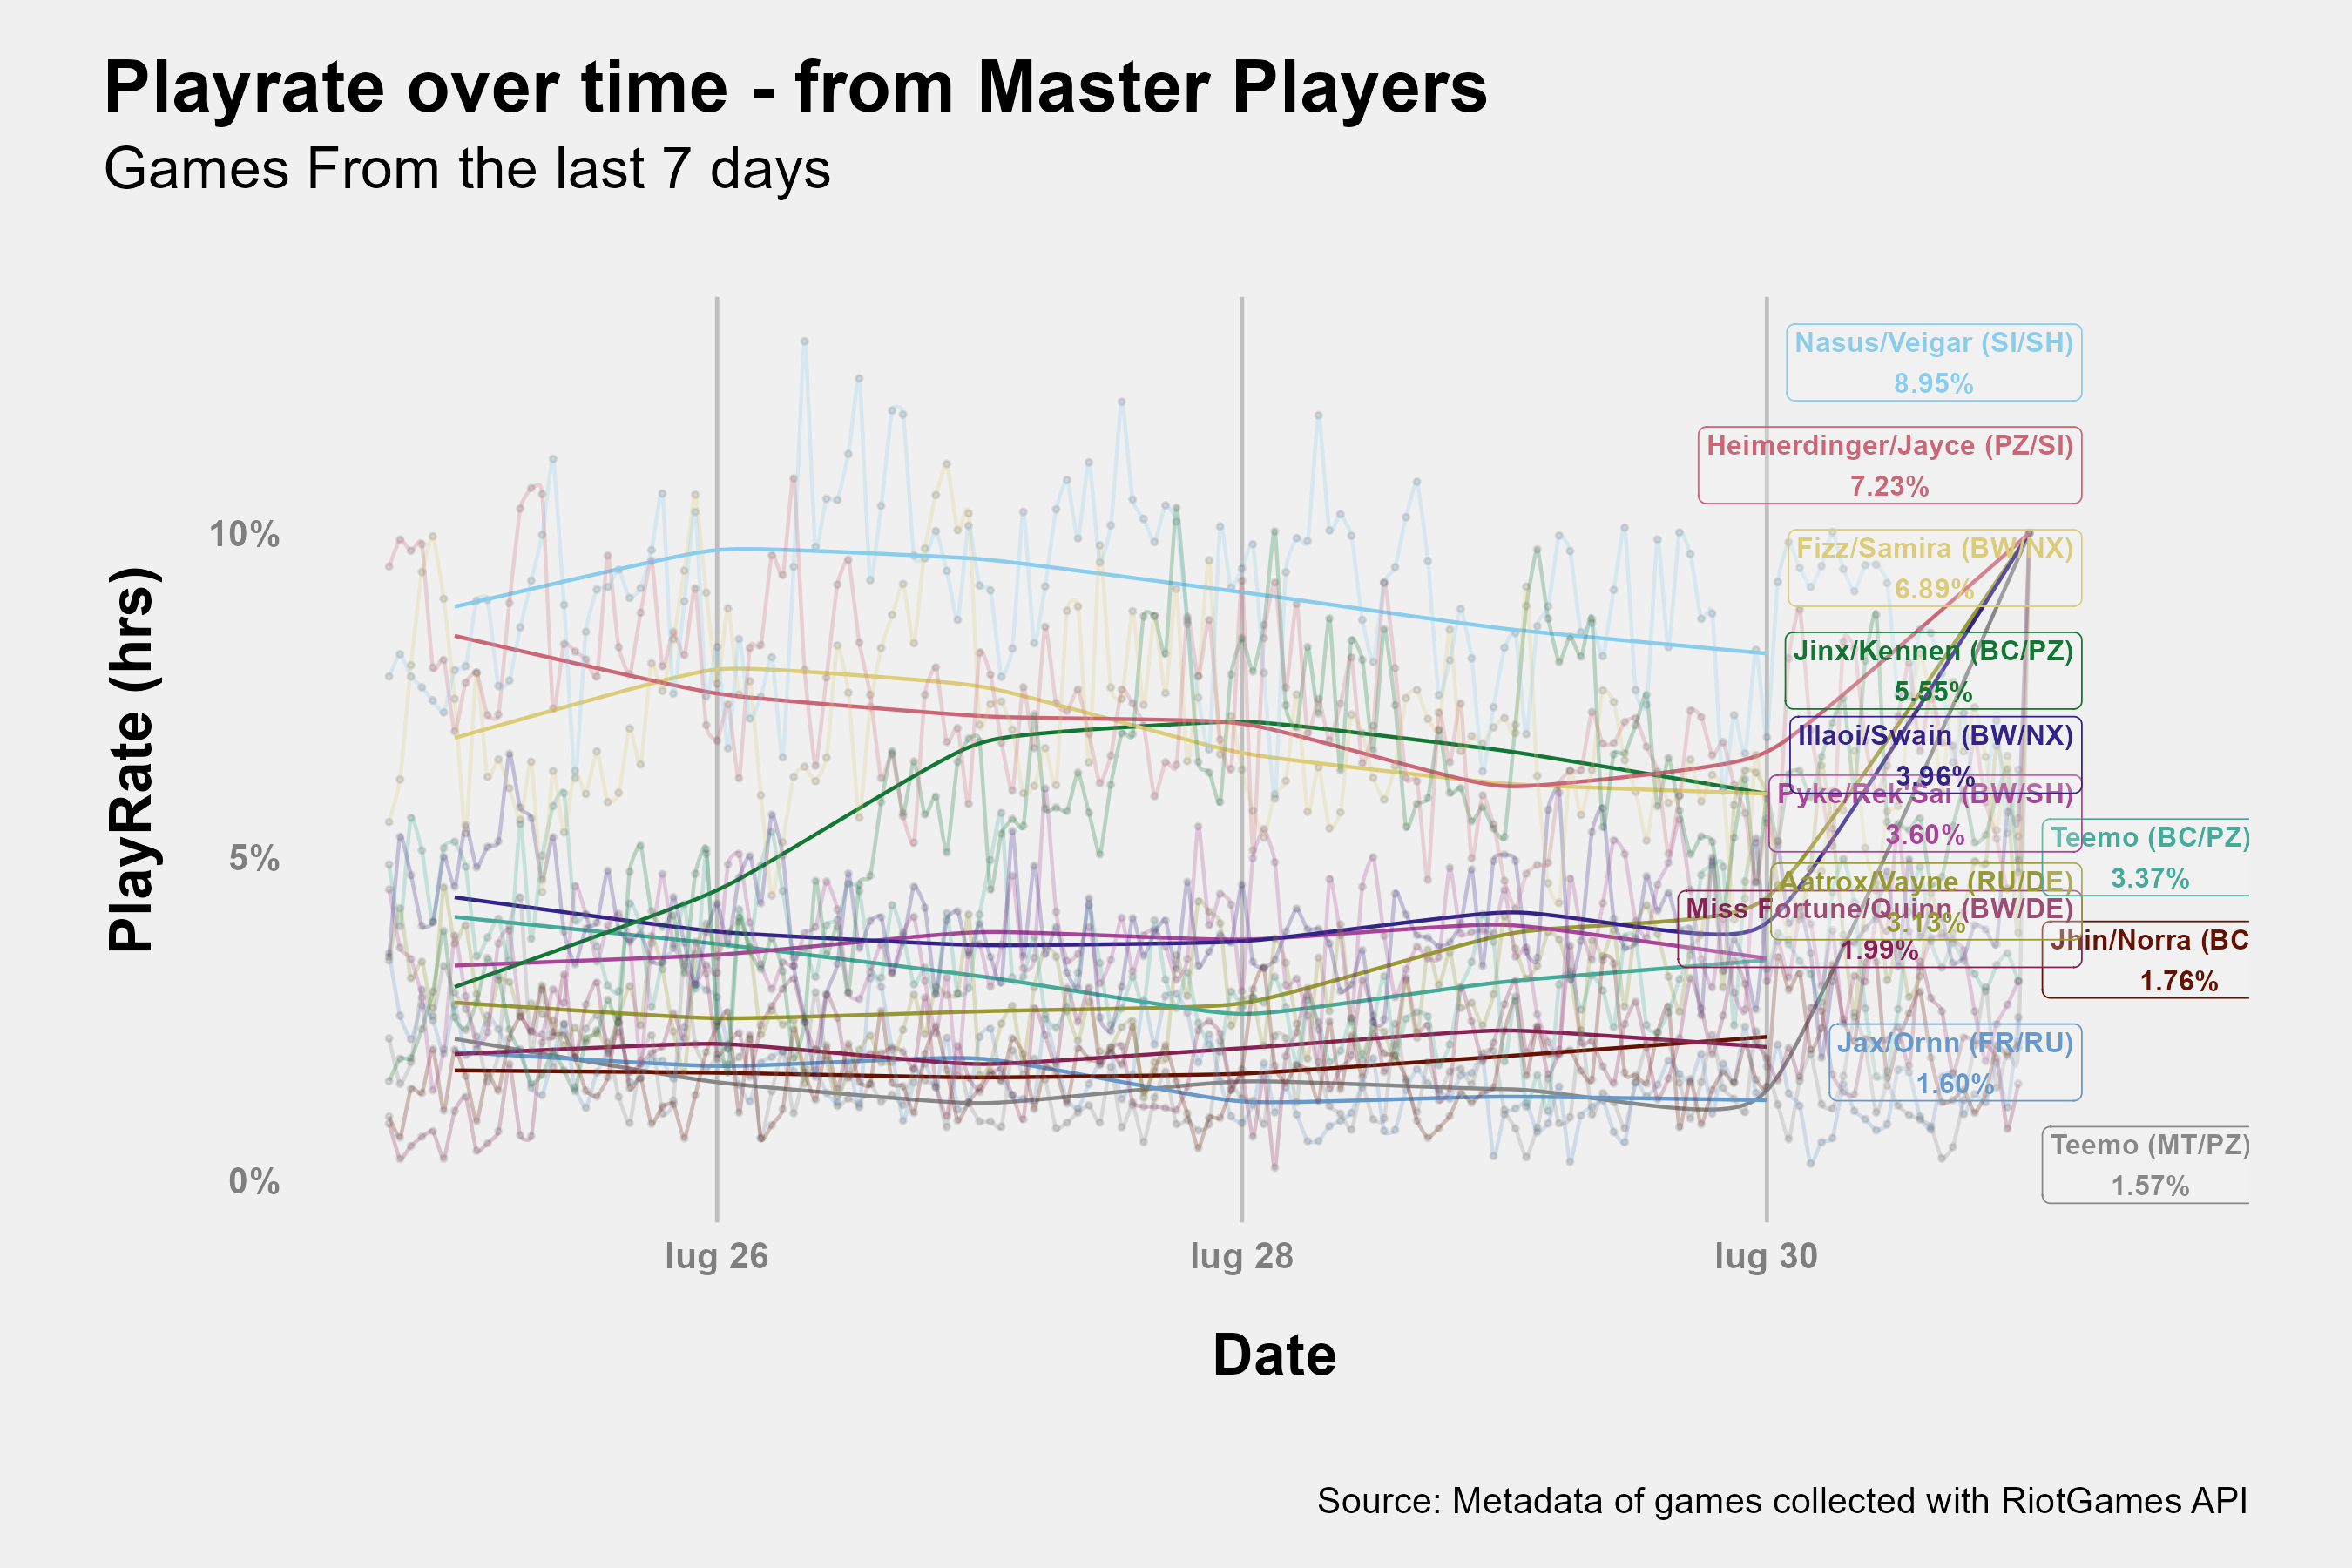 Playrate over time - from Master Players
Games From the last 7 days
PlayRate (hrs)
10%
5%
0%
Nasus/Veigar (SI/SH)
8.95%
Heimerdinger/Jayce (PZ/SI)
7.23%
Fizz/Samira (BW/NX)
6.89%
Jinx/Kennen (BC/PZ)
5.55%
Illaoi/Swain (BW/NX)
3.96%
Pyke/Rek'Sai (BW/SH)
3.60%
Teemo (BC/PZ)
3.37%
Aatrox/Vayne (RU/DE)
3.13%
Miss Fortune/Quinn (BW/DE)
1.99%
Jhin/Norra (BC
1.76%
Jax/Ornn (FR/RU)
1.60%
Teemo (MT/PZ)
1.57%
lug 26
lug 28
lug 30
Date
Source: Metadata of games collected with RiotGames API